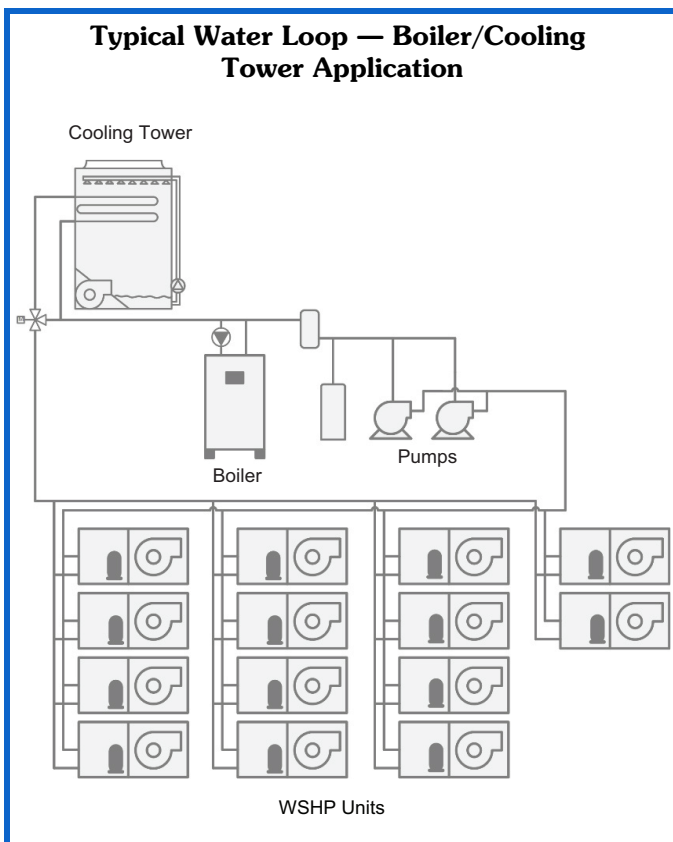 Typical Water Loop — Boiler/Cooling
Tower Application
Cooling Tower
Boiler
Pumps
WSHP Units